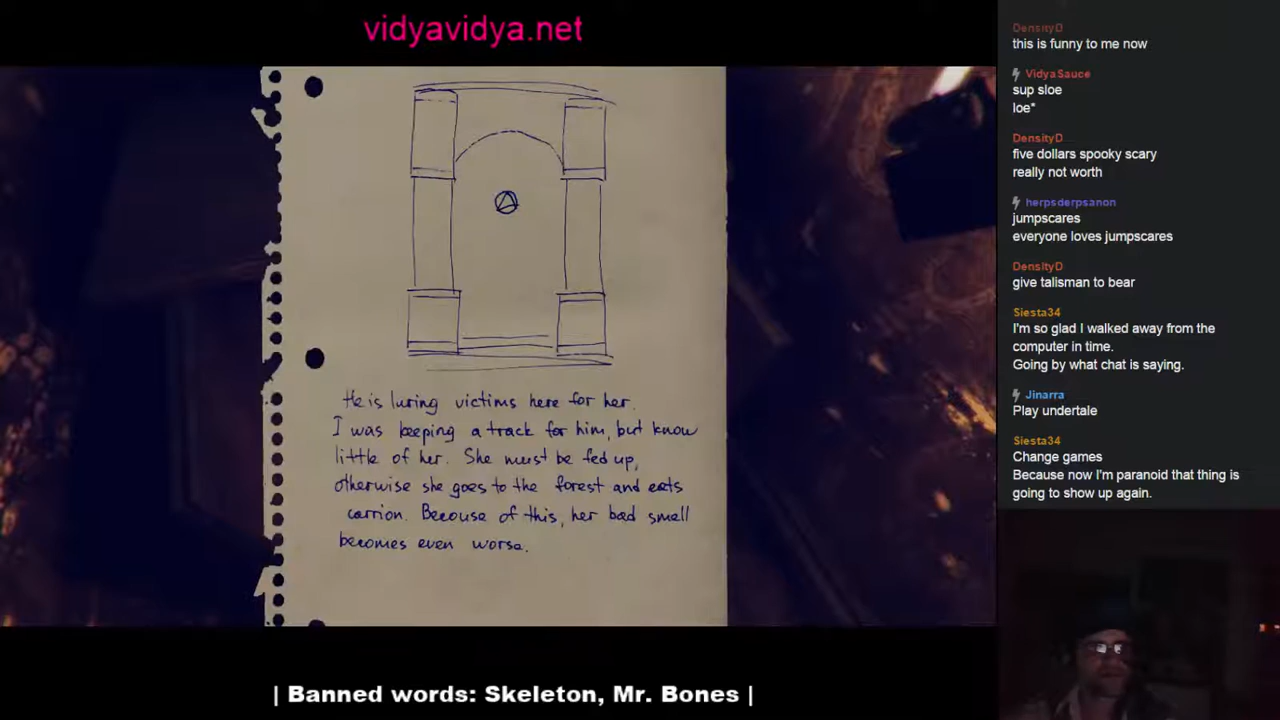 vidyavidya.net
He is luring victims here for her.
I was keeping a track for him, but know
little of her. She must be fed up,
otherwise she goes to the forest and eats
carrion. Because of this, her bad smell
becomes even worse.
| Banned words: Skeleton, Mr. Bones |
DensityD
this is funny to me now
VidyaSauce
sup sloe
loe*
DensityD
five dollars spooky scary
really not worth
herpsderpsanon
jumpscares
everyone loves jumpscares
DensityD
give talisman to bear
Siesta34
I'm so glad I walked away from the
computer in time.
Going by what chat is saying.
Jinarra
Play undertale
Siesta34
Change games
Because now I'm paranoid that thing is
going to show up again.